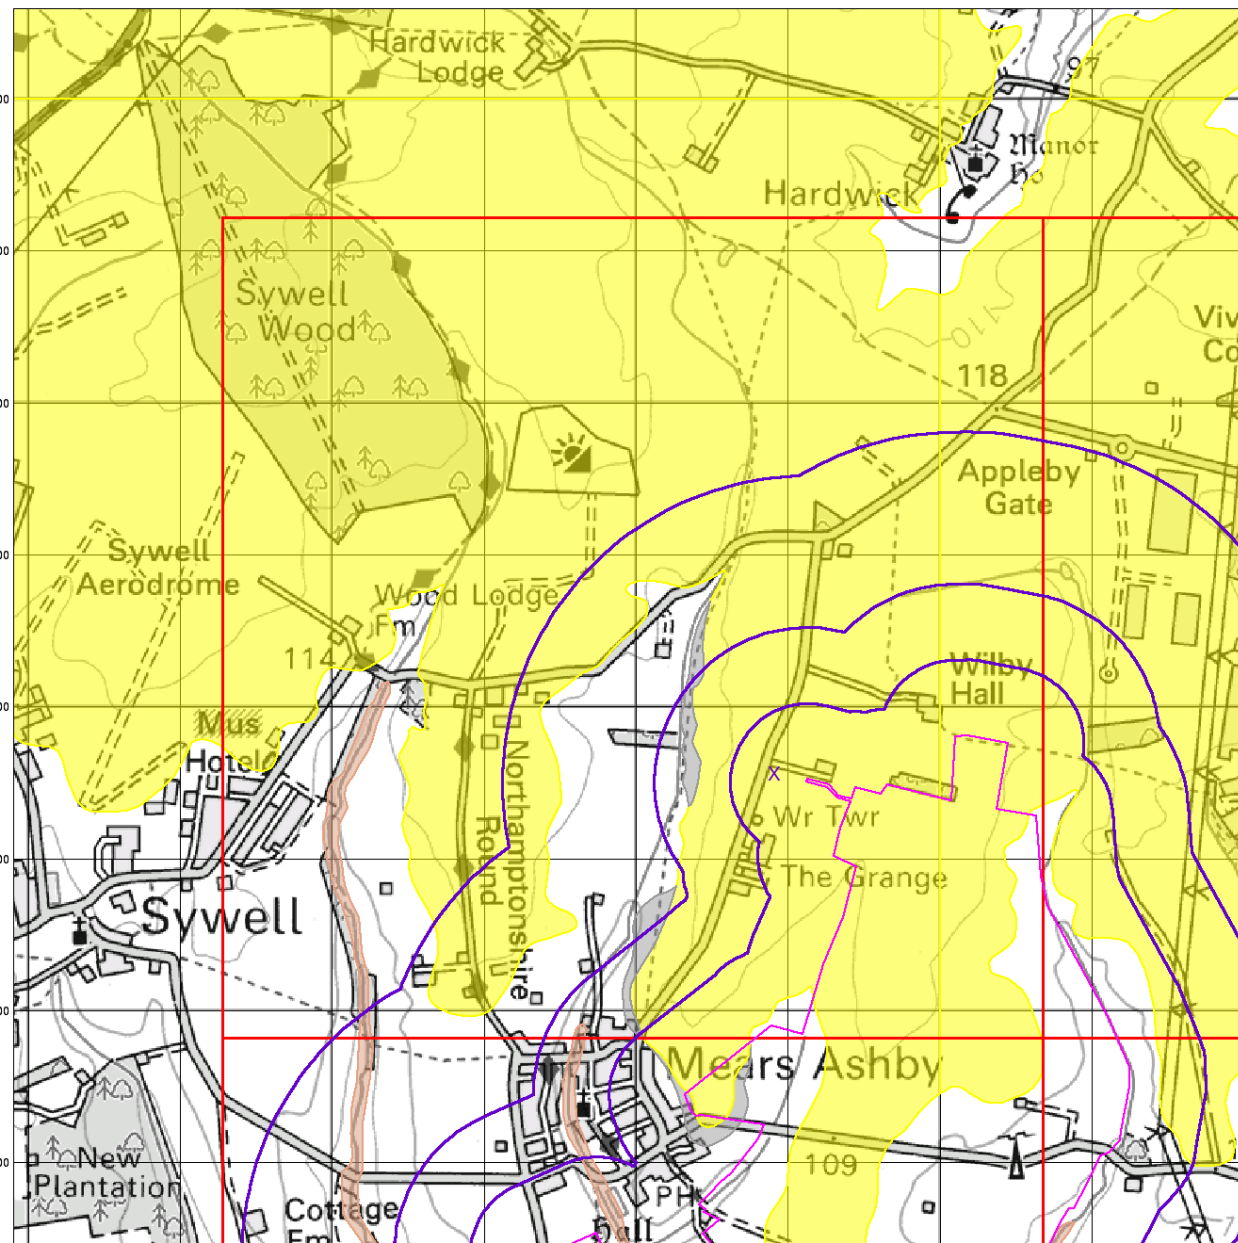 Hardwick
Lodge
97
Manor
Ho
Hardwick
Sywell
Wood
Viv
Co
118
Appleby
Gate
Sywell
Aerodrome
Wood Lodge
Fm
114
Wilby
Hall
Mus
Hotel
Northamptonshire
Round
Wr Twr
The Grange
Sywell
Mears Ashby
109
New
Plantation
PH
Cottage
Fm
Hall